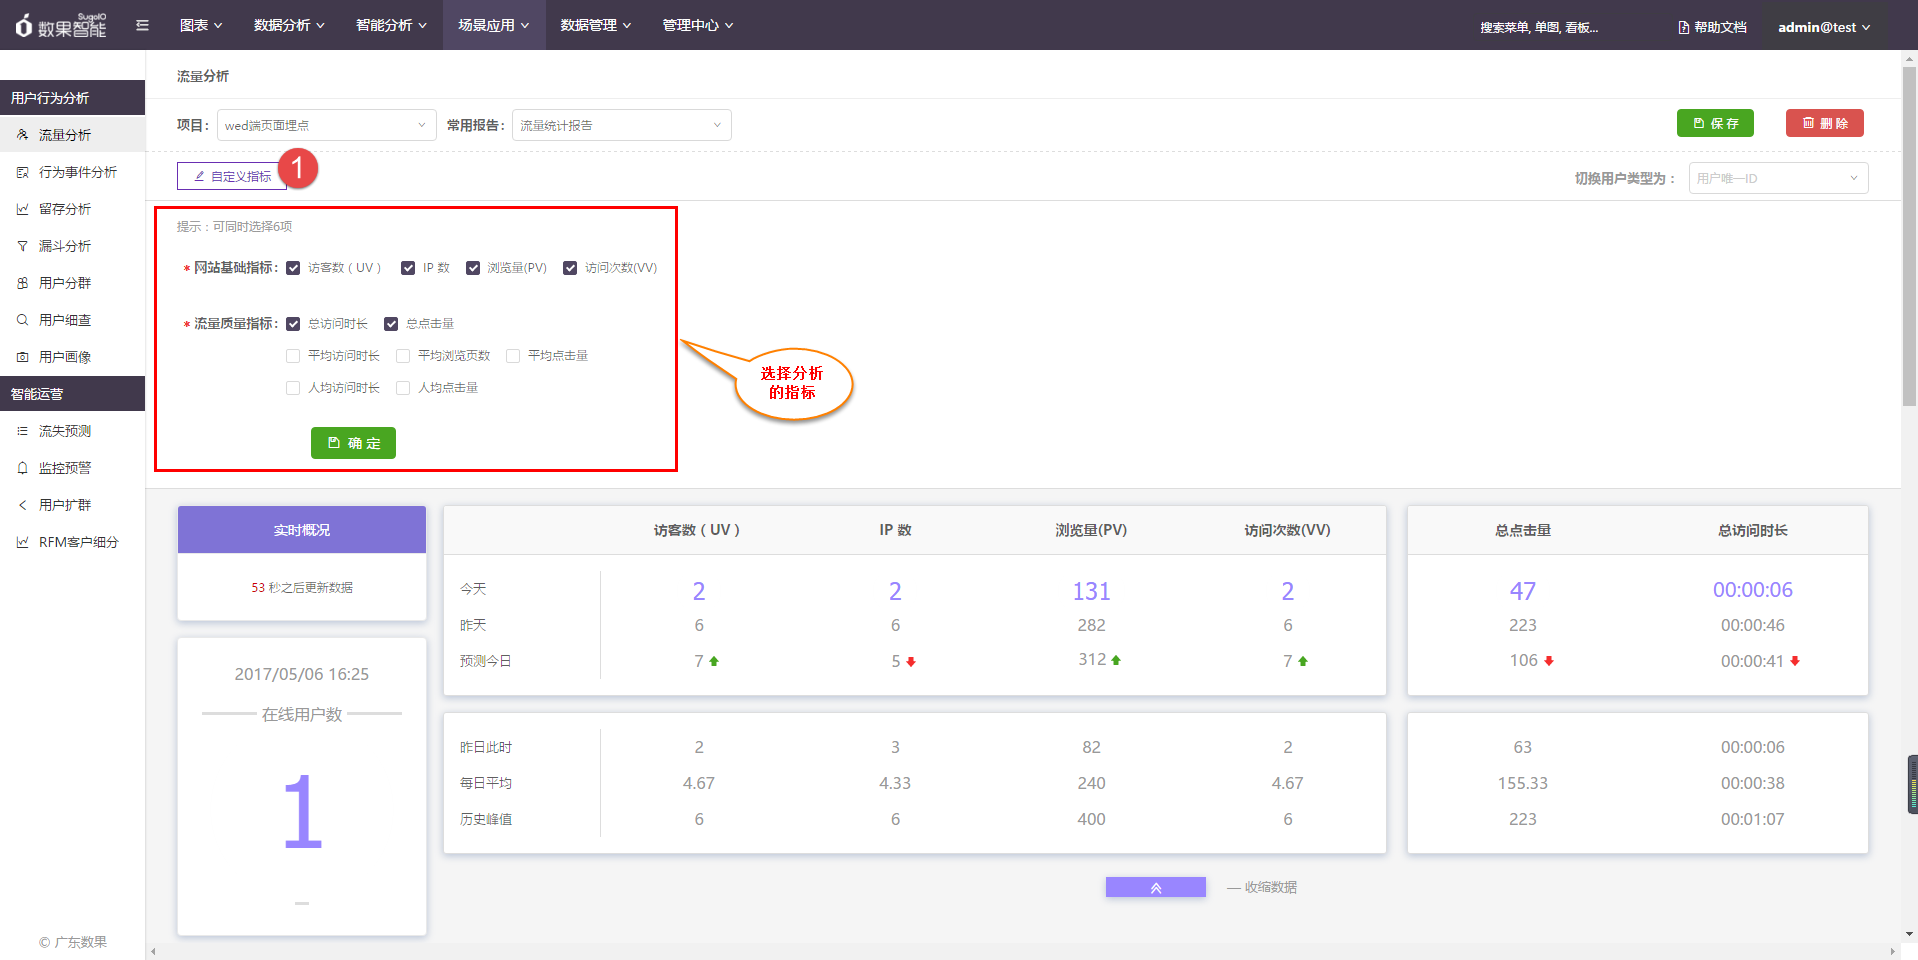 SugoIO
数果智能
图表
数据分析
智能分析
场景应用
数据管理
管理中心
搜索菜单, 单图, 看板...
帮助文档
admin@test
用户行为分析
流量分析
行为事件分析
留存分析
漏斗分析
用户分群
用户细查
用户画像
智能运营
流失预测
监控预警
用户扩群
RFM客户细分
© 广东数果
流量分析
项目： wed端页面埋点 常用报告： 流量统计报告
保 存
删 除
自定义指标
1
切换用户类型为： 用户唯一ID
提示：可同时选择6项
* 网站基础指标： 访客数（UV） IP 数 浏览量(PV) 访问次数(VV)
* 流量质量指标： 总访问时长 总点击量
平均访问时长 平均浏览页数 平均点击量
人均访问时长 人均点击量
确 定
选择分析
的指标
实时概况
53 秒之后更新数据
2017/05/06 16:25
在线用户数
1
访客数（UV） IP 数 浏览量(PV) 访问次数(VV) 总点击量 总访问时长
今天 2 2 131 2 47 00:00:06
昨天 6 6 282 6 223 00:00:46
预测今日 7 5 312 7 106 00:00:41
昨日此时 2 3 82 2 63 00:00:06
每日平均 4.67 4.33 240 4.67 155.33 00:00:38
历史峰值 6 6 400 6 223 00:01:07
— 收缩数据